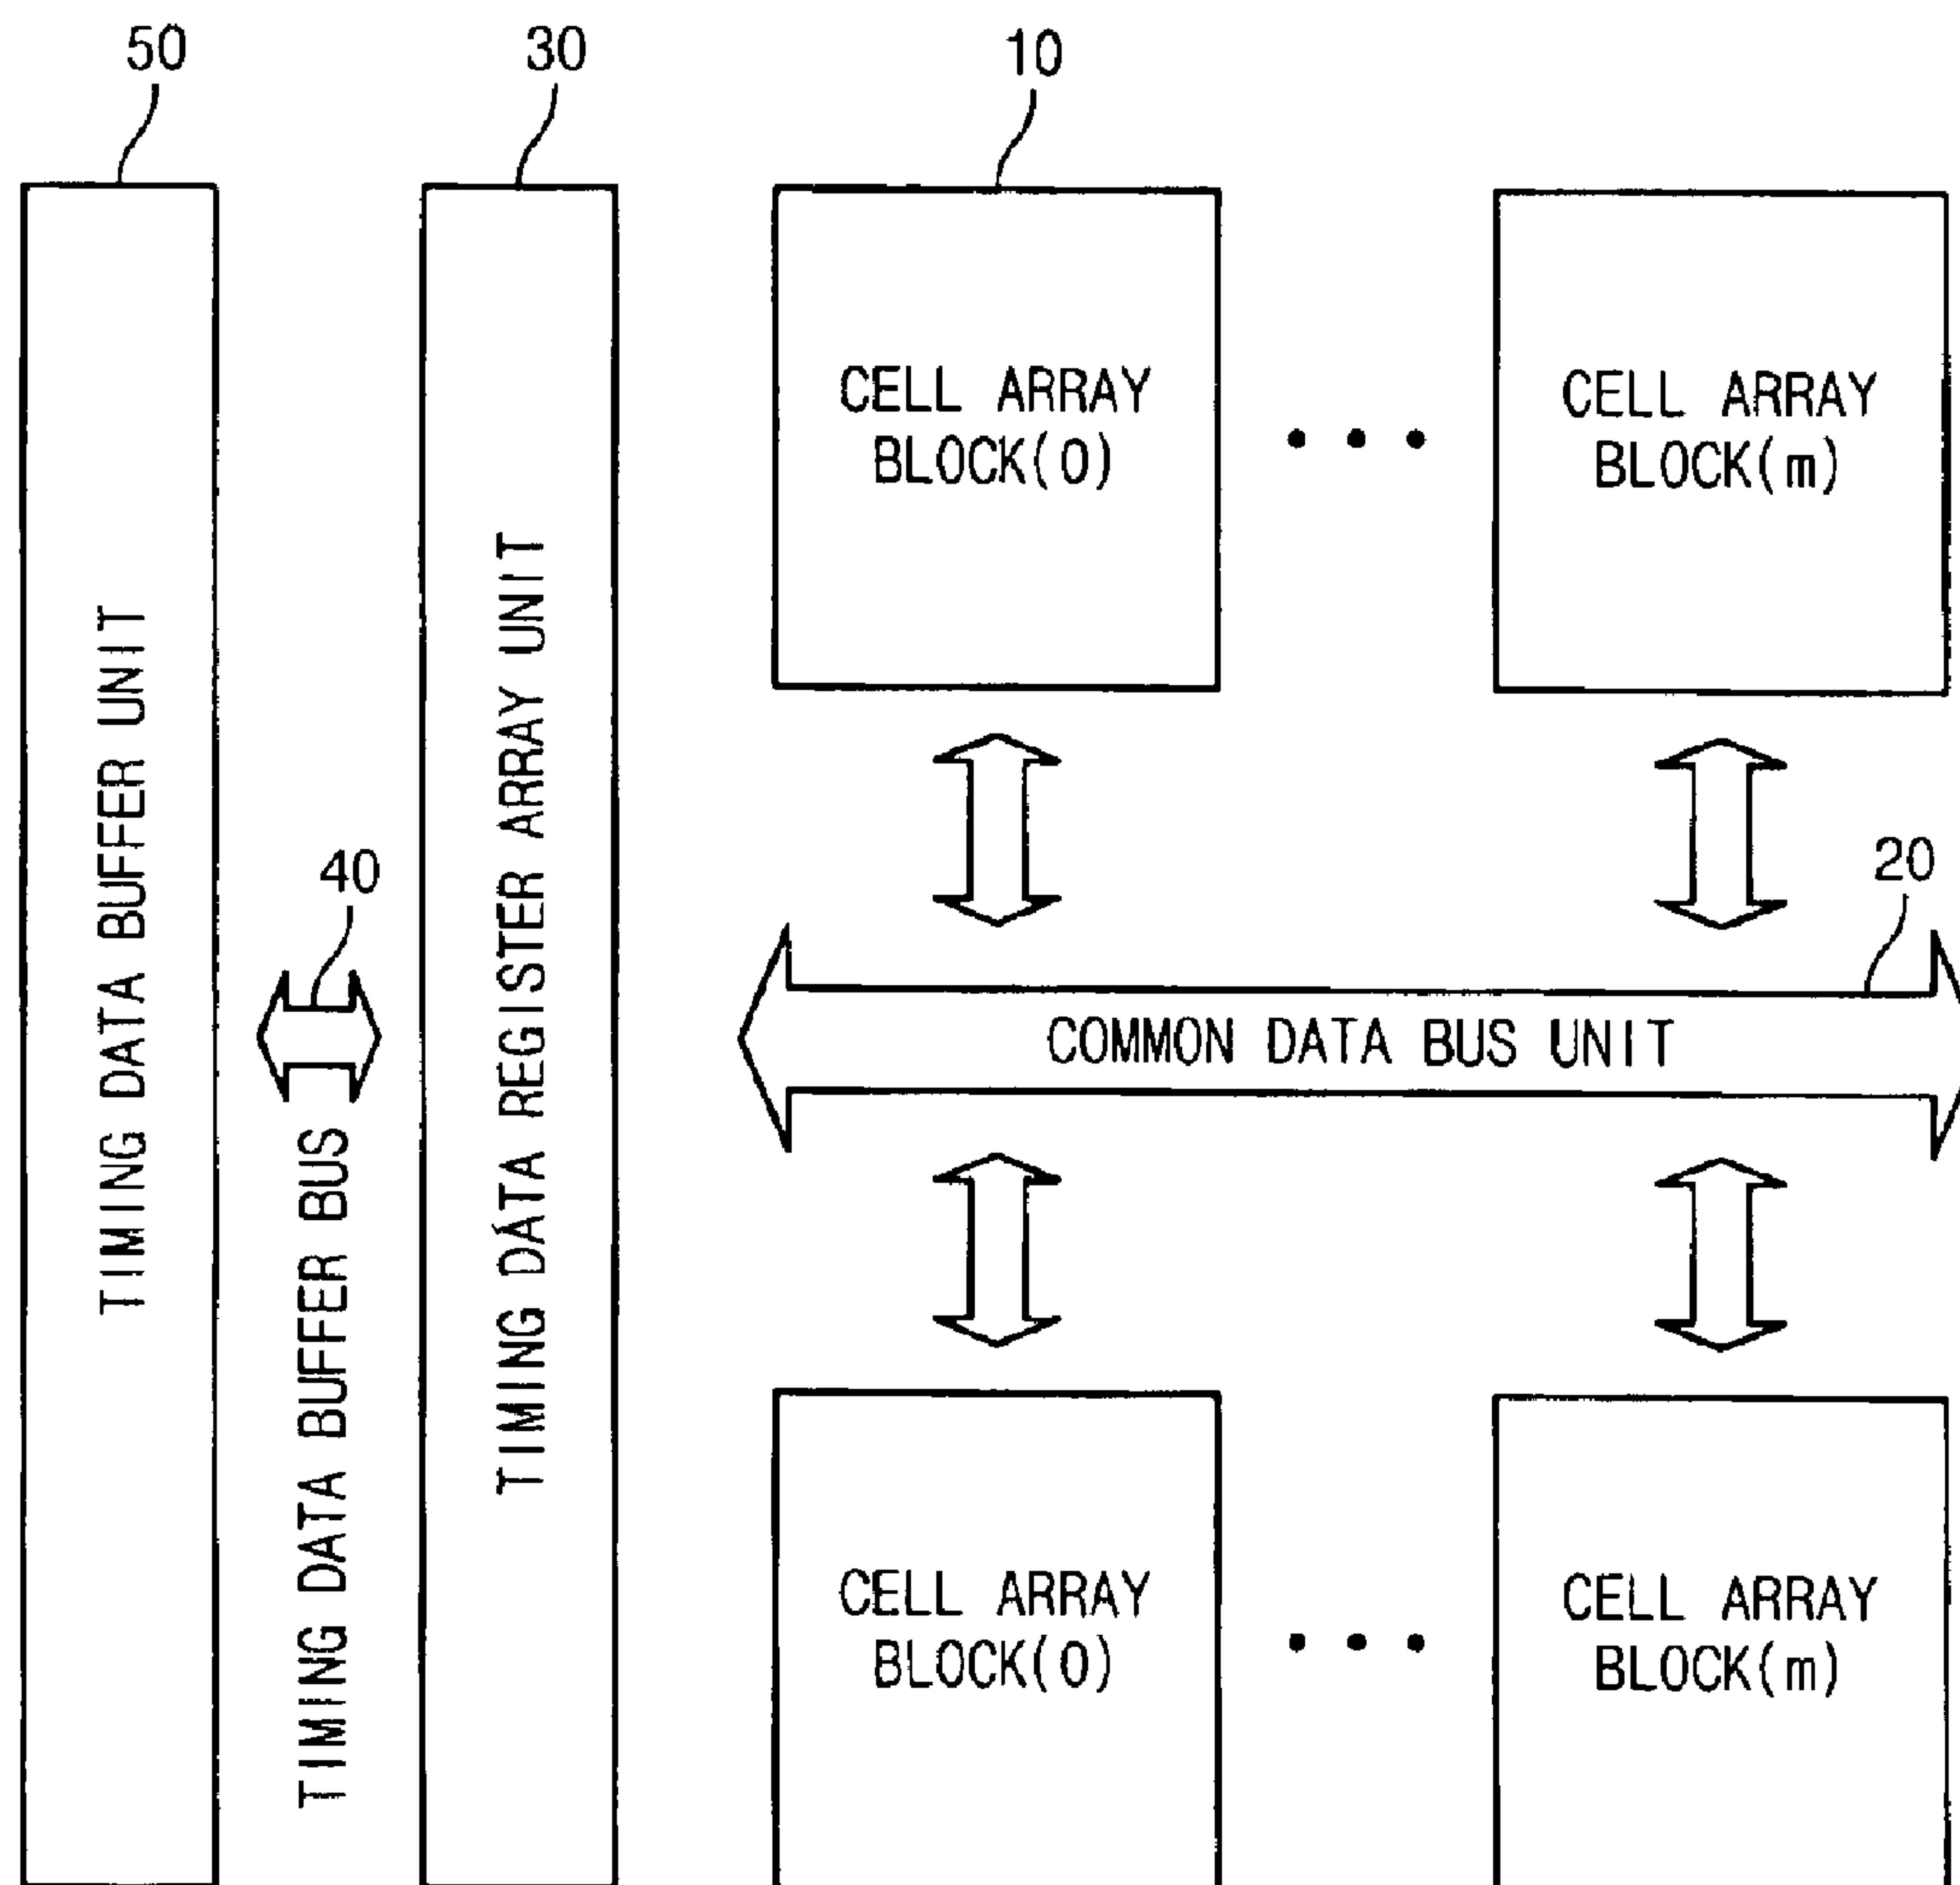 50
30
10
CELL ARRAY
BLOCK(0)
CELL ARRAY
BLOCK(m)
TIMING DATA BUFFER UNIT
40
TIMING DATA BUFFER BUS
TIMING DATA REGISTER ARRAY UNIT
20
COMMON DATA BUS UNIT
CELL ARRAY
BLOCK(0)
CELL ARRAY
BLOCK(m)